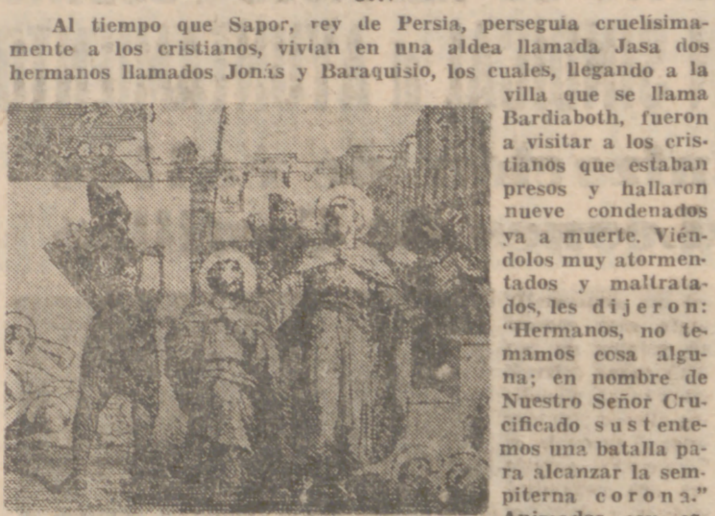 Al tiempo que Sapor, rey de Persia, perseguía cruelísima-
mente a los cristianos, vivían en una aldea llamada Jasa dos
hermanos llamados Jonás y Baraquisio, los cuales, llegando a la
villa que se llama
Bardiaboth, fueron
a visitar a los cris-
tianos que estaban
presos y hallaron
nueve condenados
ya a muerte. Vién-
dolos muy atormen-
tados y maltrata-
dos, les dijeron:
"Hermanos, no te-
mamos cosa algu-
na; en nombre de
Nuestro Señor Cru-
cificado sustente-
mos una batalla pa-
ra alcanzar la sem-
piterna corona."